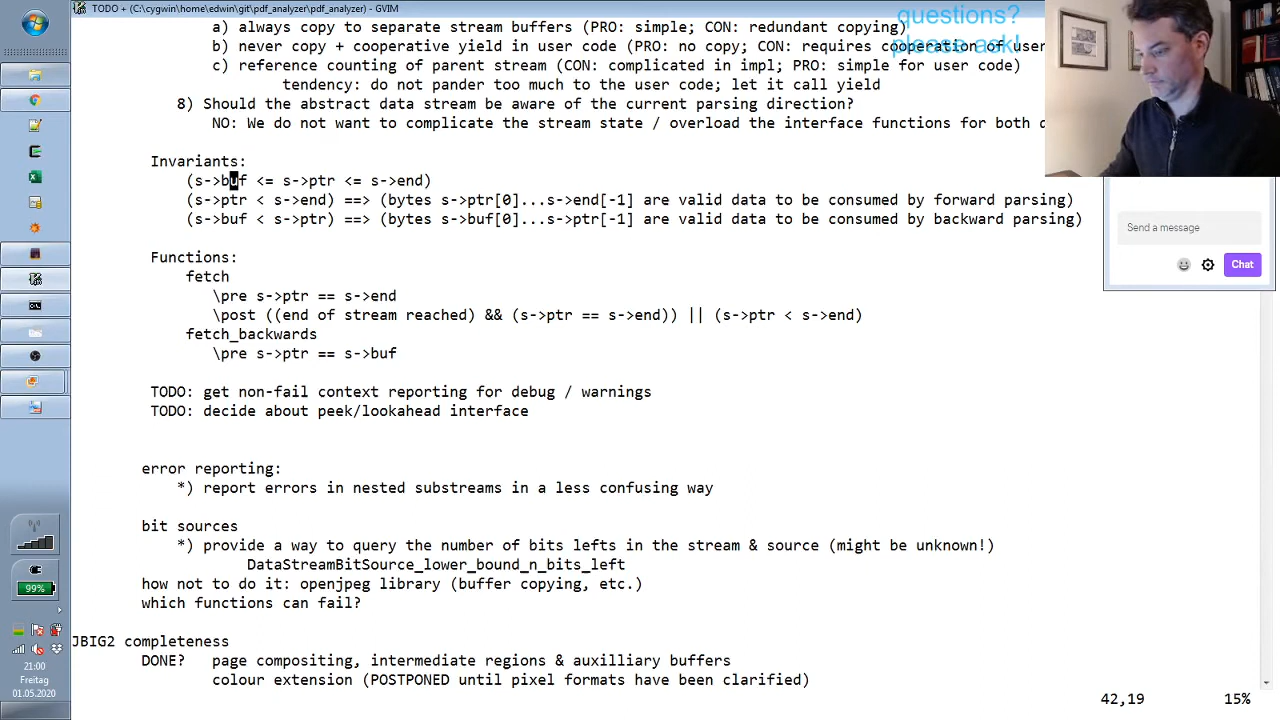 TODO + (C:\cygwin\home\edwin\git\pdf_analyzer\pdf_analyzer) - GVIM
a) always copy to separate stream buffers (PRO: simple; CON: redundant copying)
questions?
b) never copy + cooperative yield in user code (PRO: no copy; CON: requires cooperation of user
please ask!
c) reference counting of parent stream (CON: complicated in impl; PRO: simple for user code)
tendency: do not pander too much to the user code; let it call yield
8) Should the abstract data stream be aware of the current parsing direction?
NO: We do not want to complicate the stream state / overload the interface functions for both d
Invariants:
(s->buf <= s->ptr <= s->end)
(s->ptr < s->end) ==> (bytes s->ptr[0]...s->end[-1] are valid data to be consumed by forward parsing)
(s->buf < s->ptr) ==> (bytes s->buf[0]...s->ptr[-1] are valid data to be consumed by backward parsing)
Send a message
Chat
Functions:
fetch
\pre s->ptr == s->end
\post ((end of stream reached) && (s->ptr == s->end)) || (s->ptr < s->end)
fetch_backwards
\pre s->ptr == s->buf
TODO: get non-fail context reporting for debug / warnings
TODO: decide about peek/lookahead interface
error reporting:
*) report errors in nested substreams in a less confusing way
bit sources
*) provide a way to query the number of bits lefts in the stream & source (might be unknown!)
DataStreamBitSource_lower_bound_n_bits_left
how not to do it: openjpeg library (buffer copying, etc.)
which functions can fail?
JBIG2 completeness
DONE? page compositing, intermediate regions & auxilliary buffers
colour extension (POSTPONED until pixel formats have been clarified)
42,19 15%
99%
21:00
Freitag
01.05.2020